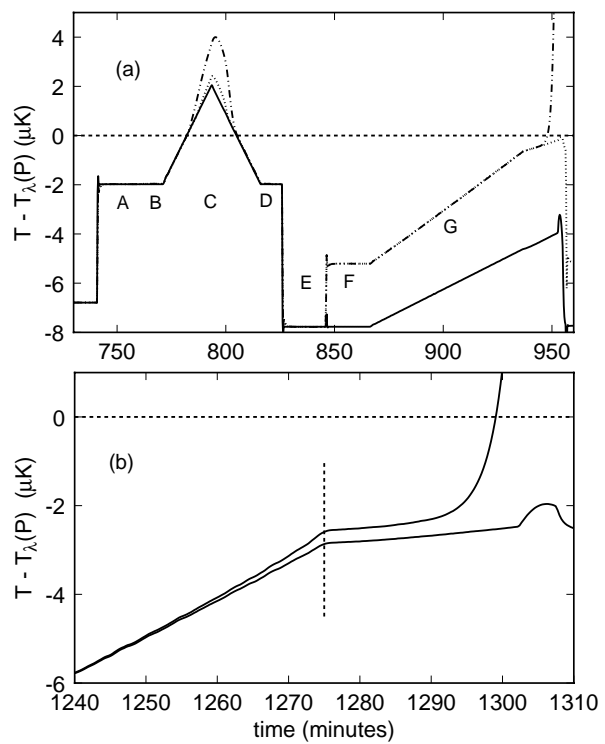 4
2
0
-2
-4
-6
-8
(a)
T - Tλ(P) (μK)
A B C D E F G
750 800 850 900 950
0
-2
-4
-6
(b)
T - Tλ(P) (μK)
1240 1250 1260 1270 1280 1290 1300 1310
time (minutes)